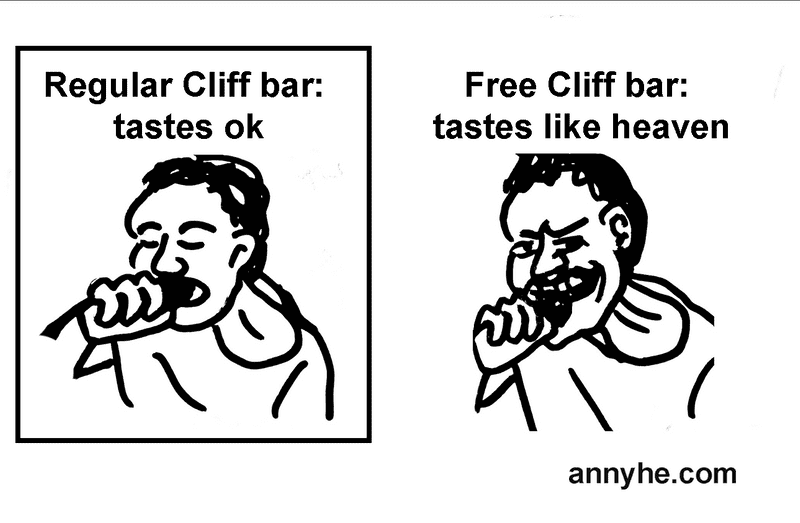 Regular Cliff bar:
tastes ok
Free Cliff bar:
tastes like heaven
annyhe.com